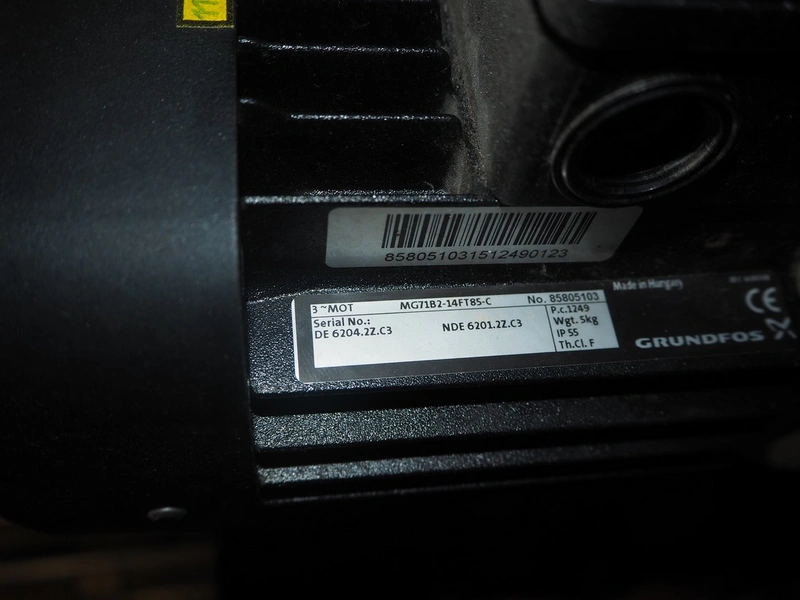 858051031512490123
3~MOT MG71B2-14FT85-C No. 85805103
Serial No.:
DE 6204.2Z.C3 NDE 6201.2Z.C3
P.c.1249
Wgt. 5kg
IP 55
Th.Cl. F
Made in Hungary
CE
GRUNDFOS